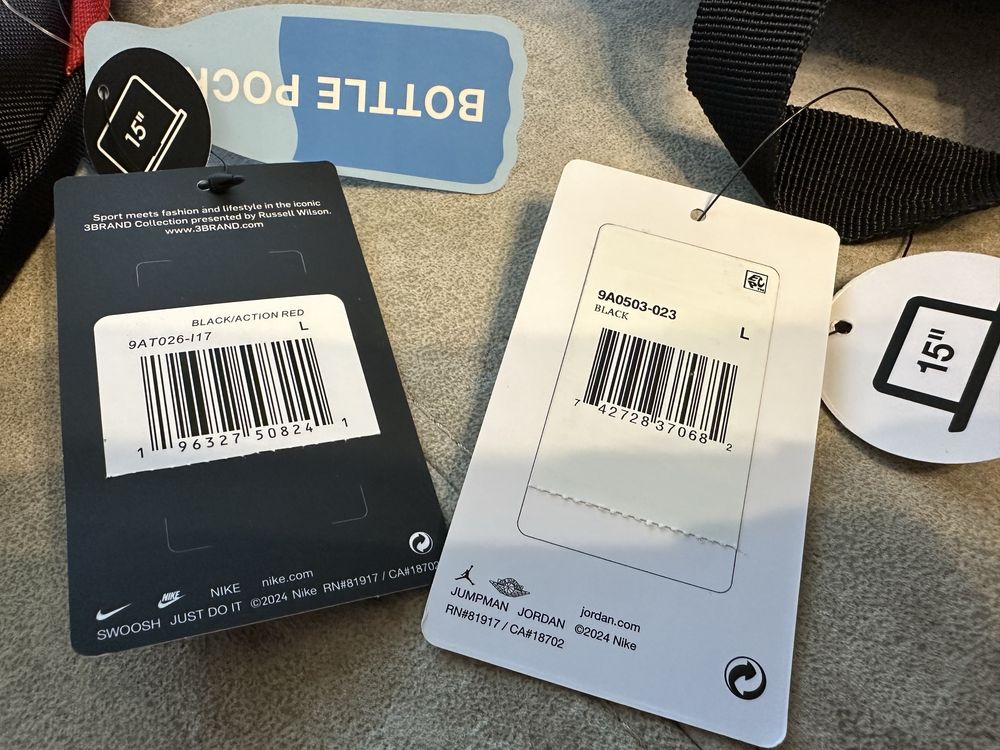 BOTTLE POCK
15"
Sport meets fashion and lifestyle in the iconic
3BRAND Collection presented by Russell Wilson.
www.3BRAND.com
BLACK/ACTION RED
L
9AT026-I17
1 96327 50824 1
NIKE NIKE nike.com
SWOOSH JUST DO IT ©2024 Nike RN#81917 / CA#18702
9A0503-023
BLACK
L
7 42728 37068 2
JUMPMAN JORDAN jordan.com
RN#81917 / CA#18702 ©2024 Nike
15"